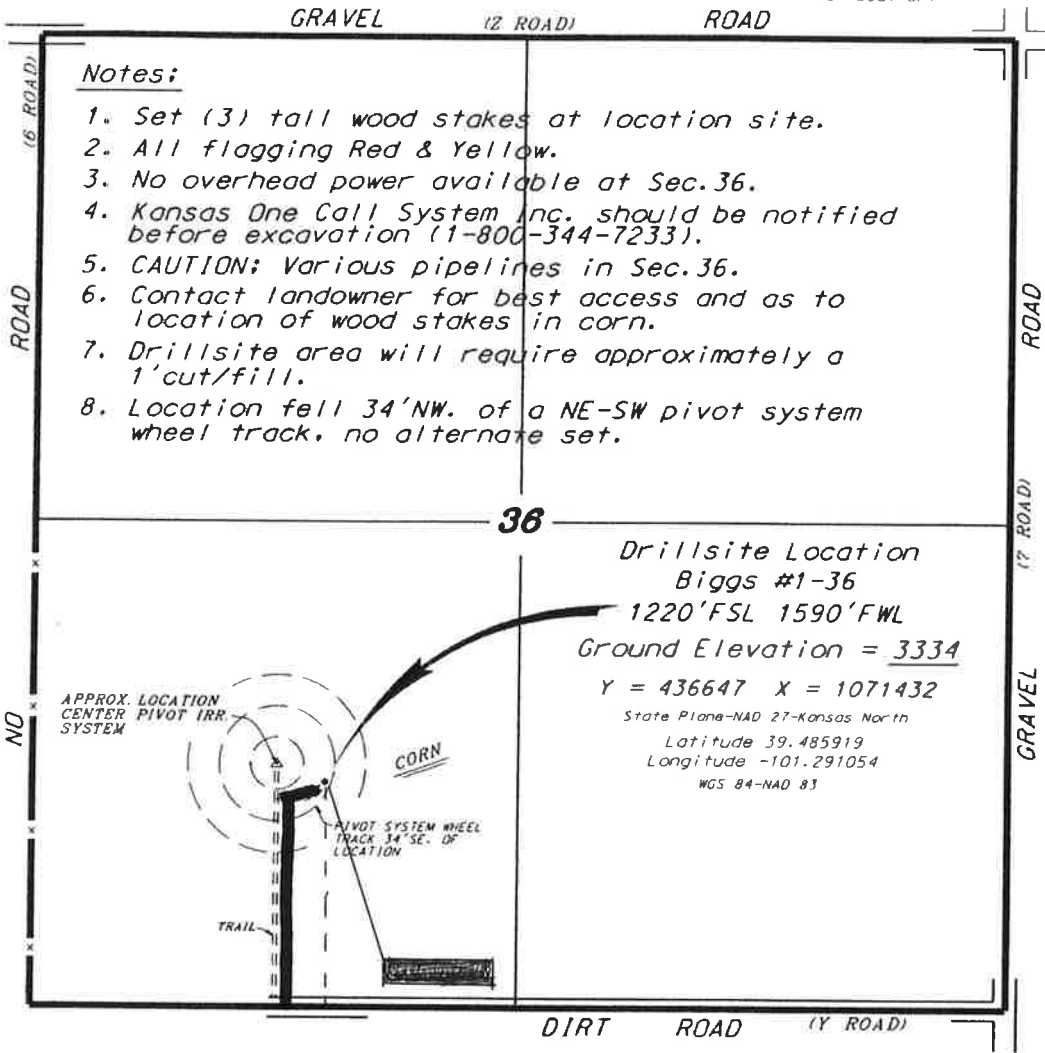 GRAVEL (Z ROAD) ROAD
(6 ROAD)
Notes:
1. Set (3) tall wood stakes at location site.
2. All flagging Red & Yellow.
3. No overhead power available at Sec. 36.
4. Kansas One Call System Inc. should be notified
before excavation (1-800-344-7233).
5. CAUTION: Various pipelines in Sec. 36.
6. Contact landowner for best access and as to
location of wood stakes in corn.
7. Drillsite area will require approximately a
1'cut/fill.
8. Location fell 34'NW. of a NE-SW pivot system
wheel track. no alternate set.
ROAD
ROAD
(7 ROAD)
36
Drillsite Location
Biggs #1-36
1220'FSL 1590'FWL
Ground Elevation = 3334
Y = 436647 X = 1071432
State Plane-NAD 27-Kansas North
Latitude 39.485919
Longitude -101.291054
WGS 84-NAD 83
NO
GRAVEL
APPROX. LOCATION
CENTER PIVOT IRR.
SYSTEM
CORN
PIVOT SYSTEM WHEEL
TRACK 34'SE. OF
LOCATION
TRAIL
DIRT ROAD (Y ROAD)